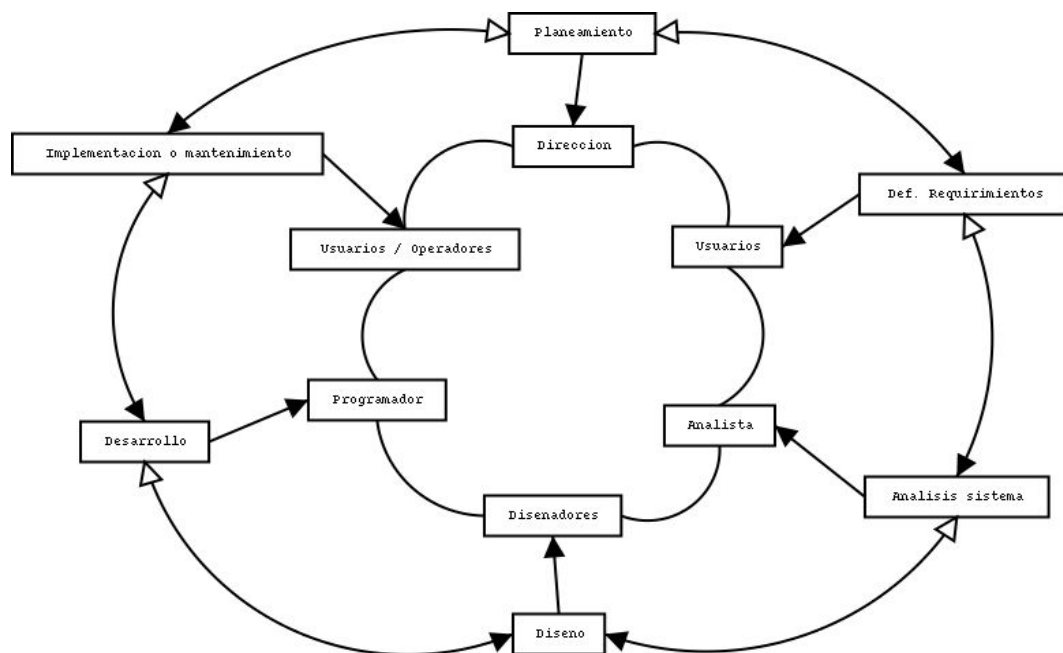 Planeamiento
Direccion
Implementacion o mantenimiento
Def. Requirimientos
Usuarios / Operadores
Usuarios
Programador
Analista
Desarrollo
Analisis sistema
Disenadores
Diseno